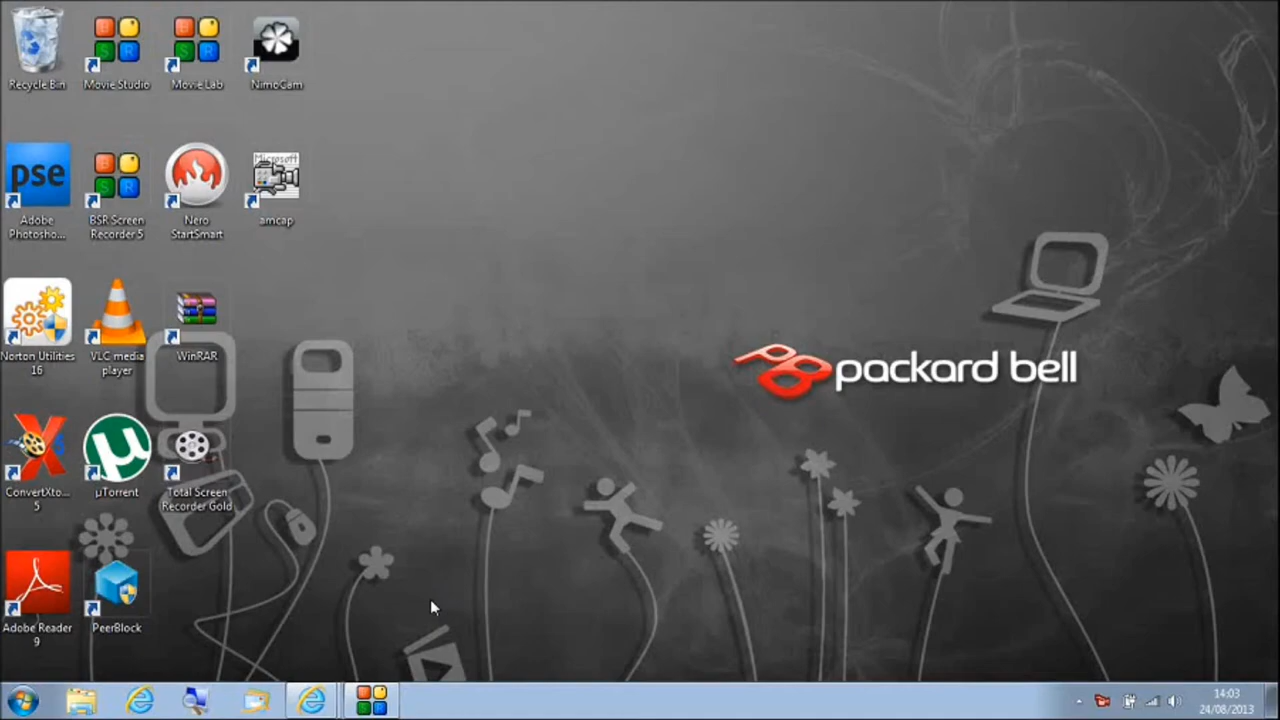 Recycle Bin
Movie Studio
Movie Lab
NimoCam
pse
Adobe
Photosho...
BSR Screen
Recorder 5
Nero
StartSmart
Microsoft
amcap
Norton Utilities
16
VLC media
player
WinRAR
packard bell
ConvertXto...
5
µ
µTorrent
Total Screen
Recorder Gold
Adobe Reader
9
PeerBlock
14:03
24/08/2013